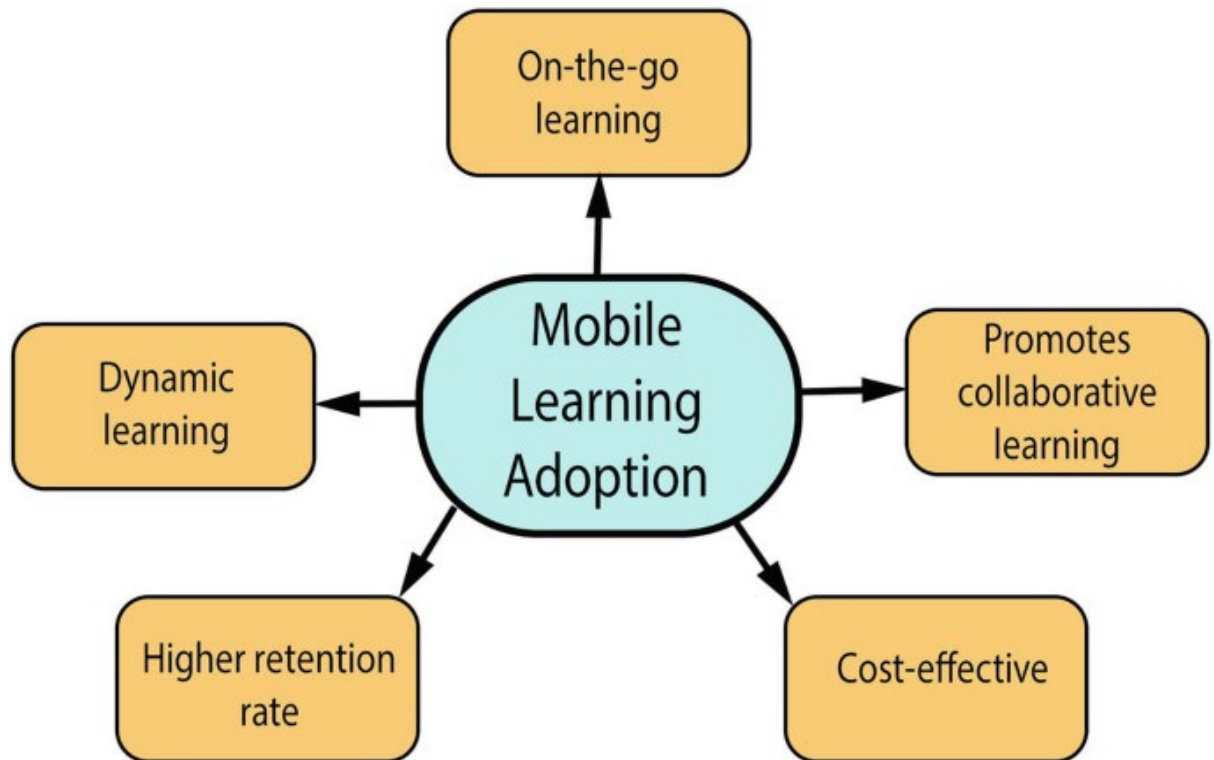 On-the-go
learning
Mobile
Learning
Adoption
Promotes
collaborative
learning
Dynamic
learning
Higher retention
rate
Cost-effective